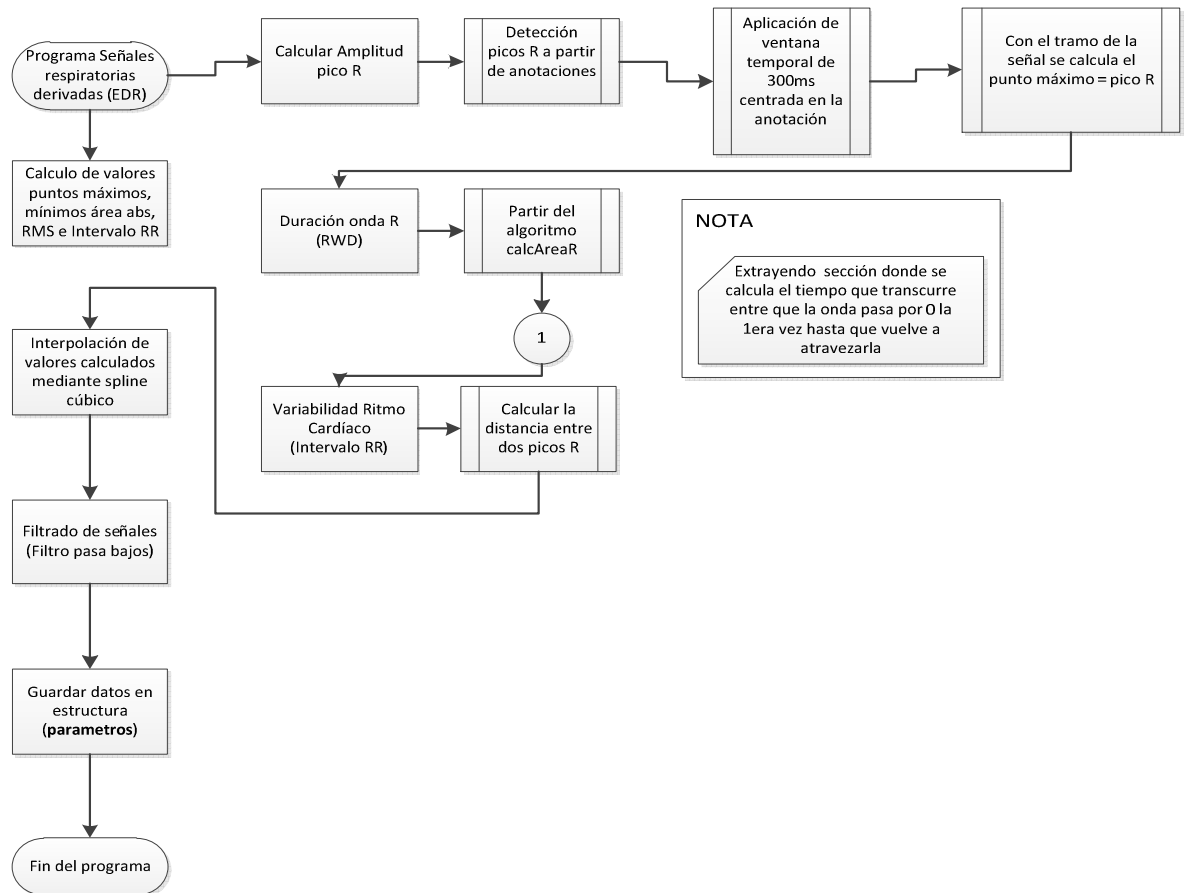 Programa Señales
respiratorias
derivadas (EDR)
Calcular Amplitud
pico R
Detección
picos R a partir
de anotaciones
Aplicación de
ventana
temporal de
300ms
centrada en la
anotación
Con el tramo de la
señal se calcula el
punto máximo = pico R
Calculo de valores
puntos máximos,
mínimos área abs,
RMS e Intervalo RR
Duración onda R
(RWD)
Partir del
algoritmo
calcAreaR
NOTA
Extrayendo sección donde se
calcula el tiempo que transcurre
entre que la onda pasa por 0 la
1era vez hasta que vuelve a
atravezarla
1
Interpolación de
valores calculados
mediante spline
cúbico
Variabilidad Ritmo
Cardíaco
(Intervalo RR)
Calcular la
distancia entre
dos picos R
Filtrado de señales
(Filtro pasa bajos)
Guardar datos en
estructura
(parametros)
Fin del programa